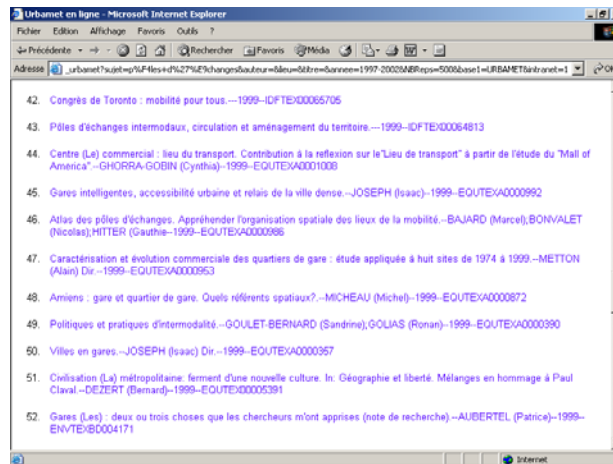 Urbamet en ligne - Microsoft Internet Explorer
Fichier Edition Affichage Favoris Outils ?
Précédente Rechercher Favoris Média
Adresse _urbamet?sujet=p%F4les+d%27%E9changes&auteur=&lieu=&titre=&annee=1997-2002&NBReps=500&base1=URBAMET&intranet=1 OK
42. Congrès de Toronto : mobilité pour tous.---1999--IDFTEX00065705
43. Pôles d'échanges intermodaux, circulation et aménagement du territoire.---1999--IDFTEX00064813
44. Centre (Le) commercial : lieu du transport. Contribution à la reflexion sur le"Lieu de transport" à partir de l'étude du "Mall of
America".--GHORRA-GOBIN (Cynthia)--1999--EQUTEXA0001008
45. Gares intelligentes, accessibilité urbaine et relais de la ville dense.--JOSEPH (Isaac)--1999--EQUTEXA0000992
46. Atlas des pôles d'échanges. Appréhender l'organisation spatiale des lieux de la mobilité.--BAJARD (Marcel);BONVALET
(Nicolas);HITTER (Gauthie--1999--EQUTEXA0000986
47. Caractérisation et évolution commerciale des quartiers de gare : étude appliquée à huit sites de 1974 à 1999.--METTON
(Alain) Dir.--1999--EQUTEXA0000953
48. Amiens : gare et quartier de gare. Quels référents spatiaux?.--MICHEAU (Michel)--1999--EQUTEXA0000872
49. Politiques et pratiques d'intermodalité.--GOULET-BERNARD (Sandrine);GOLIAS (Ronan)--1999--EQUTEXA0000390
50. Villes en gares.--JOSEPH (Isaac) Dir.--1999--EQUTEXA0000357
51. Civilisation (La) métropolitaine: ferment d'une nouvelle culture. In: Géographie et liberté. Mélanges en hommage à Paul
Claval.--DEZERT (Bernard)--1999--EQUTEX00005391
52. Gares (Les) : deux ou trois choses que les chercheurs m'ont apprises (note de recherche).--AUBERTEL (Patrice)--1999--
ENVTEXBD004171
Internet